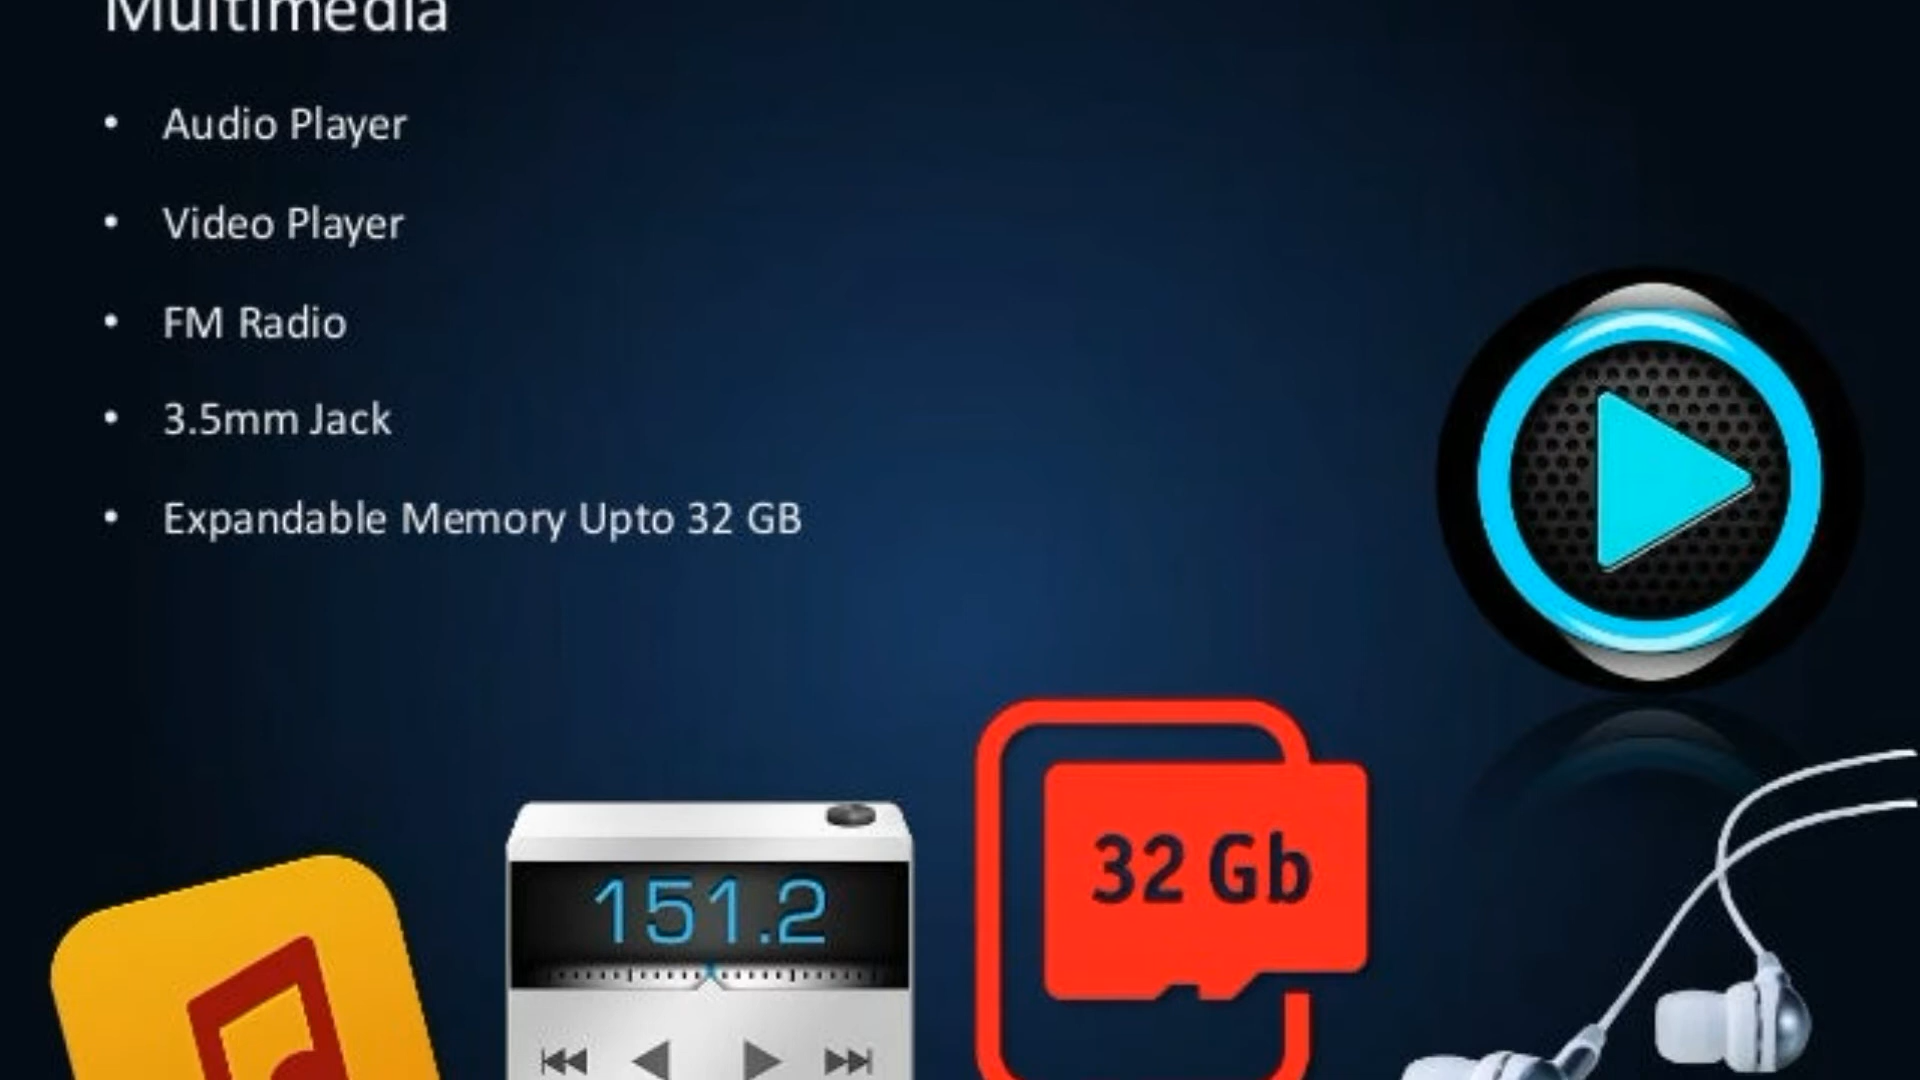 Multimedia
• Audio Player
• Video Player
• FM Radio
• 3.5mm Jack
• Expandable Memory Upto 32 GB
151.2
32 Gb